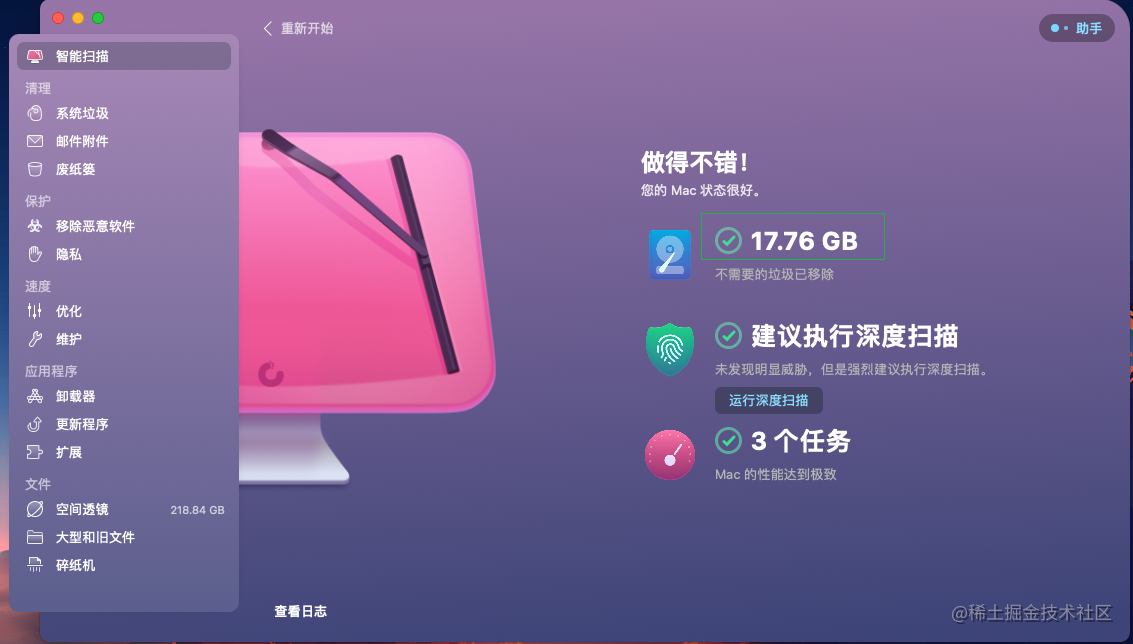 重新开始
助手
智能扫描
清理
系统垃圾
邮件附件
废纸篓
保护
移除恶意软件
隐私
速度
优化
维护
应用程序
卸载器
更新程序
扩展
文件
空间透镜 218.84 GB
大型和旧文件
碎纸机
做得不错!
您的 Mac 状态很好。
17.76 GB
不需要的垃圾已移除
建议执行深度扫描
未发现明显威胁，但是强烈建议执行深度扫描。
运行深度扫描
3 个任务
Mac 的性能达到极致
查看日志
@稀土掘金技术社区